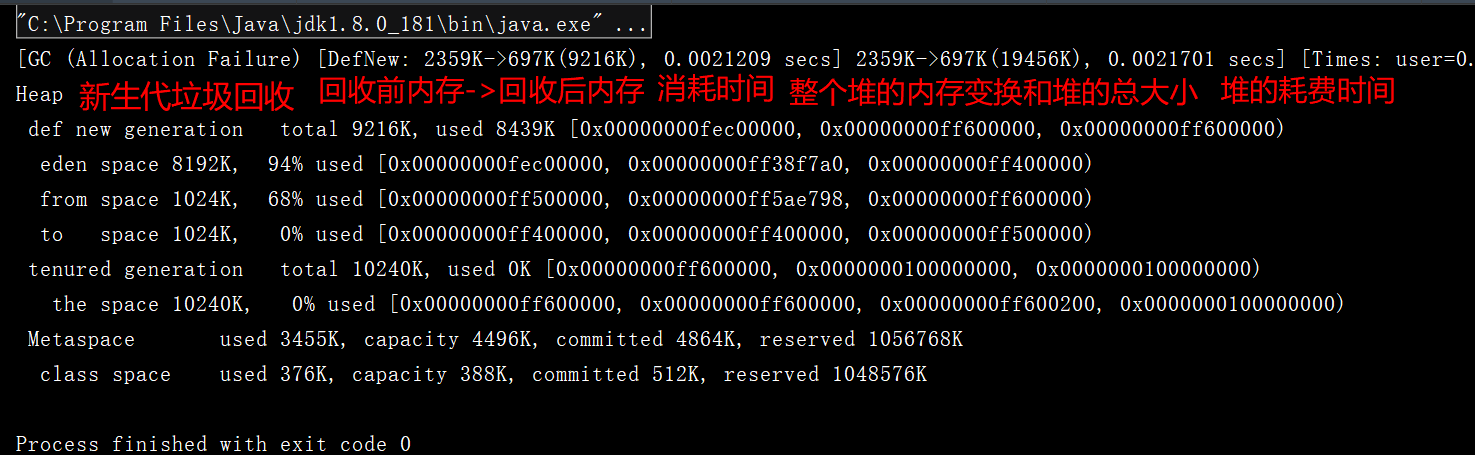 "C:\Program Files\Java\jdk1.8.0_181\bin\java.exe" ...
[GC (Allocation Failure) [DefNew: 2359K->697K(9216K), 0.0021209 secs] 2359K->697K(19456K), 0.0021701 secs] [Times: user=0.
Heap 新生代垃圾回收 回收前内存->回收后内存 消耗时间 整个堆的内存变换和堆的总大小 堆的耗费时间
def new generation total 9216K, used 8439K [0x00000000fec00000, 0x00000000ff600000, 0x00000000ff600000)
eden space 8192K, 94% used [0x00000000fec00000, 0x00000000ff38f7a0, 0x00000000ff400000)
from space 1024K, 68% used [0x00000000ff500000, 0x00000000ff5ae798, 0x00000000ff600000)
to space 1024K, 0% used [0x00000000ff400000, 0x00000000ff400000, 0x00000000ff500000)
tenured generation total 10240K, used 0K [0x00000000ff600000, 0x0000000100000000, 0x0000000100000000)
the space 10240K, 0% used [0x00000000ff600000, 0x00000000ff600000, 0x00000000ff600200, 0x0000000100000000)
Metaspace used 3455K, capacity 4496K, committed 4864K, reserved 1056768K
class space used 376K, capacity 388K, committed 512K, reserved 1048576K
Process finished with exit code 0